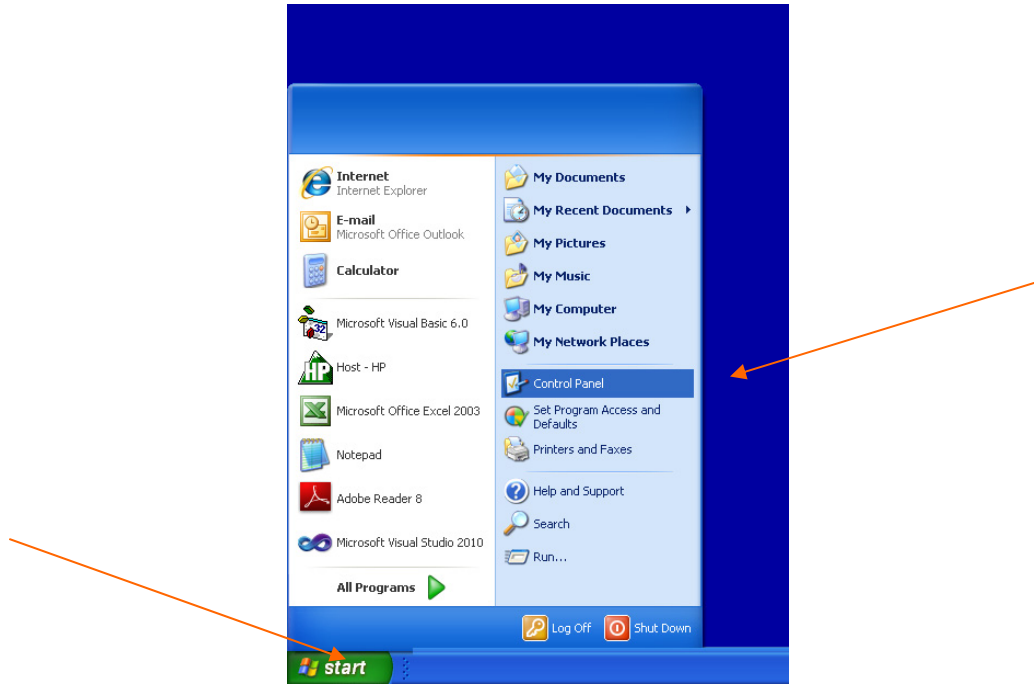 Internet
Internet Explorer
E-mail
Microsoft Office Outlook
Calculator
32
Microsoft Visual Basic 6.0
HP
Host - HP
Microsoft Office Excel 2003
Notepad
Adobe Reader 8
Microsoft Visual Studio 2010
All Programs
My Documents
My Recent Documents
My Pictures
My Music
My Computer
My Network Places
Control Panel
Set Program Access and
Defaults
Printers and Faxes
Help and Support
Search
Run...
Log Off
Shut Down
start